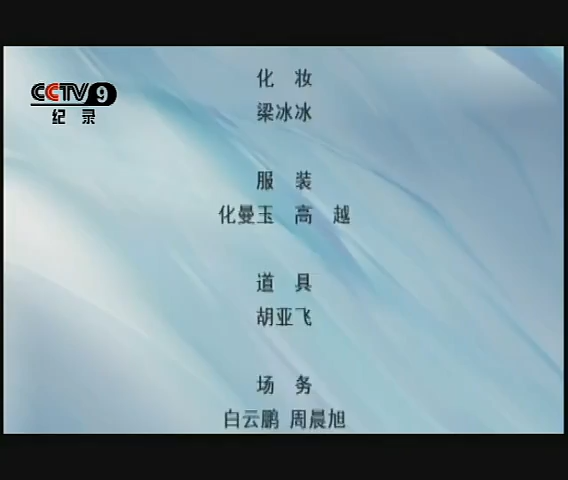 CCTV9
纪录
化 妆
梁冰冰
服 装
化曼玉 高 越
道 具
胡亚飞
场 务
白云鹏 周晨旭